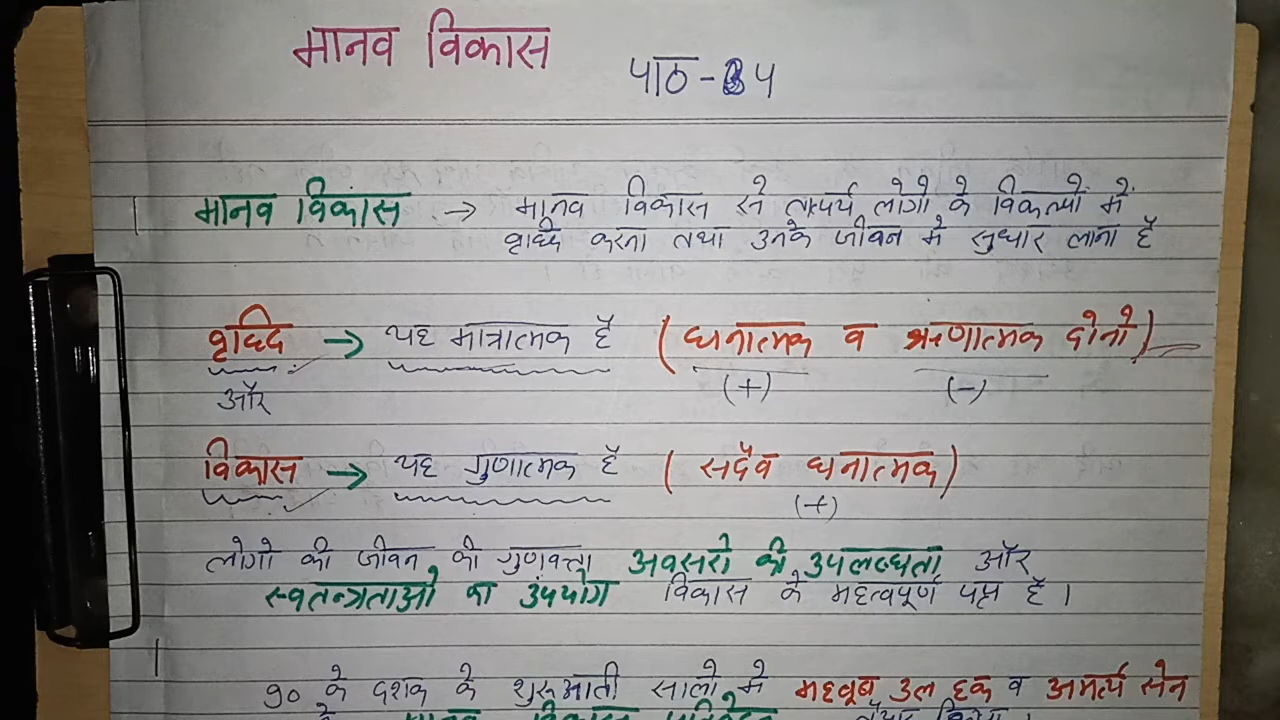 मानव विकास
पाठ - 4
मानव विकास → मानव विकास से तात्पर्य लोगो के विकल्पो में
वृध्दि करना तथा उनके जीवन मे सुधार लाना है
वृध्दि → यह मात्रात्मक है (धनात्मक व ऋणात्मक दोनो)
(+) (-)
और
विकास → यह गुणात्मक है (सदैव धनात्मक)
(+)
लोगो की जीवन की गुणवत्ता अवसरो की उपलब्धता और
स्वतन्त्रताओ का उपयोग विकास के महत्वपूर्ण पक्ष है।
90 के दशक के शुरुआती सालो मे महबूब उल हक व अमर्त्य सेन